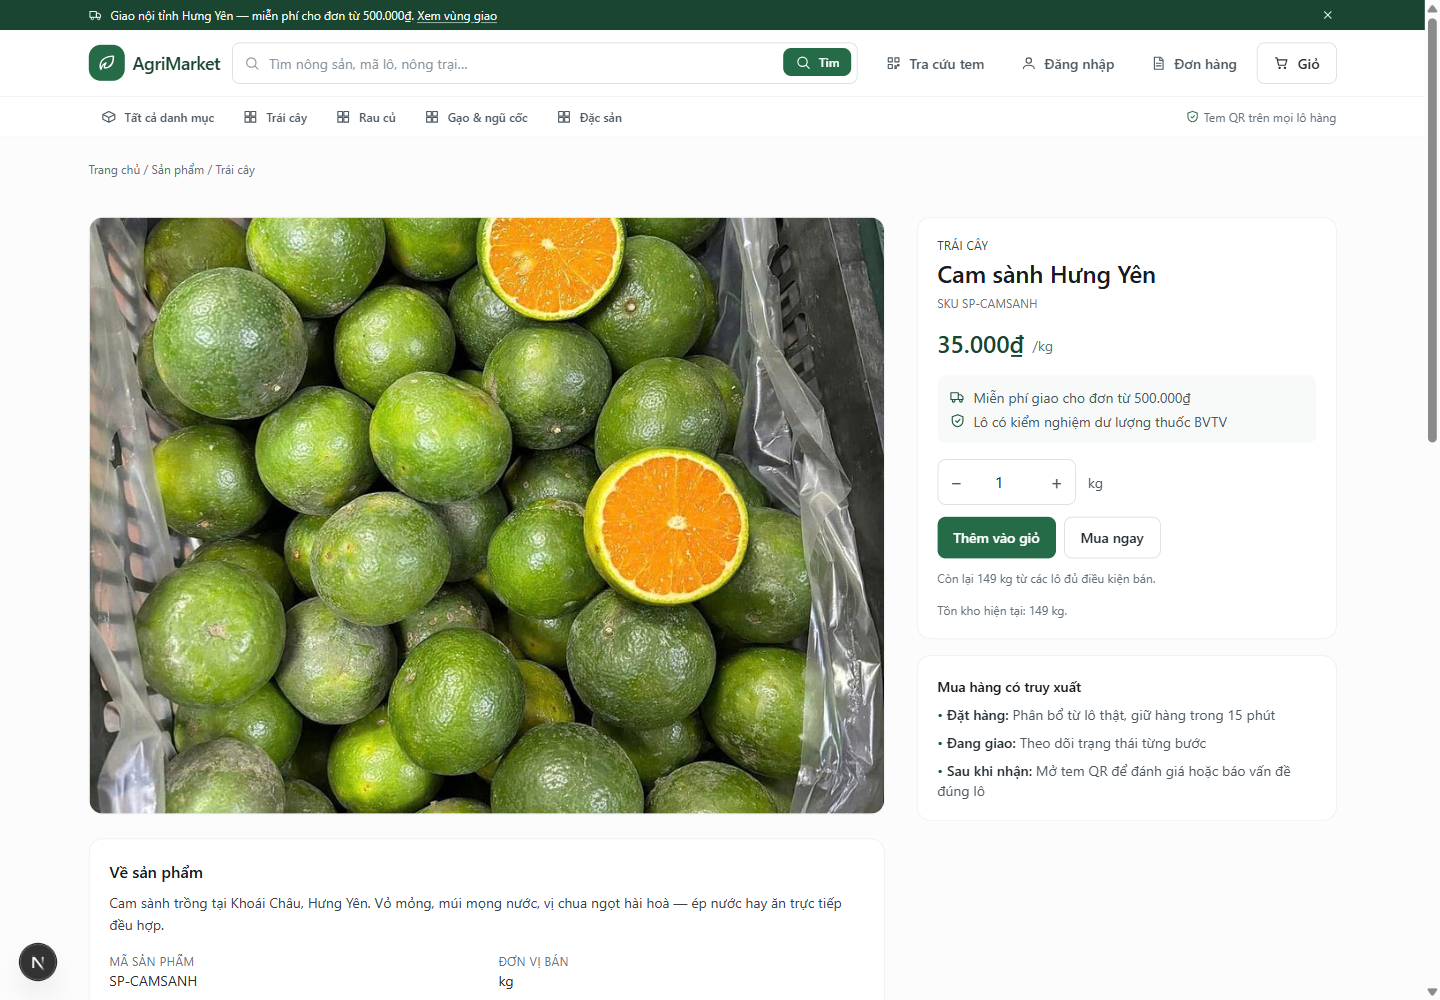 Giao nội tỉnh Hưng Yên — miễn phí cho đơn từ 500.000₫. Xem vùng giao
AgriMarket
Tìm nông sản, mã lô, nông trại...
Tìm
Tra cứu tem
Đăng nhập
Đơn hàng
Giỏ
Tất cả danh mục
Trái cây
Rau củ
Gạo & ngũ cốc
Đặc sản
Tem QR trên mọi lô hàng
Trang chủ / Sản phẩm / Trái cây
TRÁI CÂY
Cam sành Hưng Yên
SKU SP-CAMSANH
35.000₫ /kg
Miễn phí giao cho đơn từ 500.000₫
Lô có kiểm nghiệm dư lượng thuốc BVTV
− 1 + kg
Thêm vào giỏ
Mua ngay
Còn lại 149 kg từ các lô đủ điều kiện bán.
Tồn kho hiện tại: 149 kg.
Mua hàng có truy xuất
• Đặt hàng: Phân bổ từ lô thật, giữ hàng trong 15 phút
• Đang giao: Theo dõi trạng thái từng bước
• Sau khi nhận: Mở tem QR để đánh giá hoặc báo vấn đề
đúng lô
Về sản phẩm
Cam sành trồng tại Khoái Châu, Hưng Yên. Vỏ mỏng, múi mọng nước, vị chua ngọt hài hoà — ép nước hay ăn trực tiếp
đều hợp.
MÃ SẢN PHẨM
SP-CAMSANH
ĐƠN VỊ BÁN
kg
N